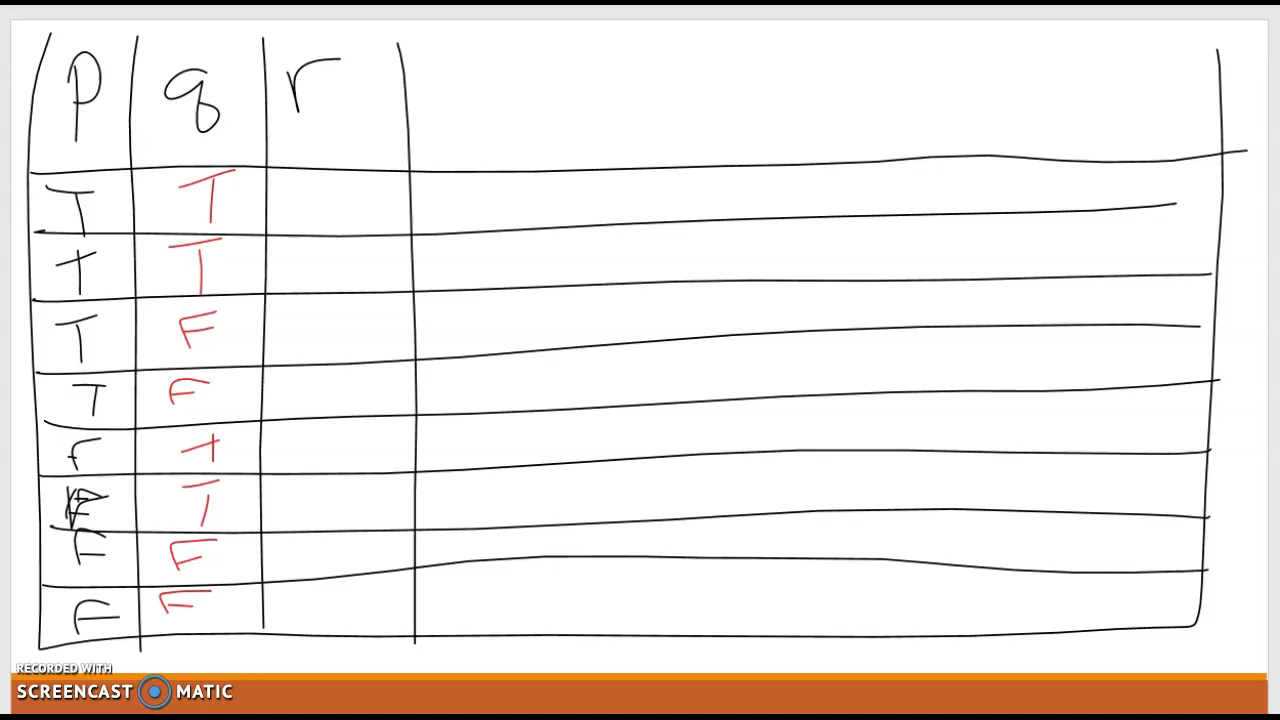 p q r
T T
T T
T F
T F
F T
F T
F F
F F
RECORDED WITH
SCREENCAST MATIC